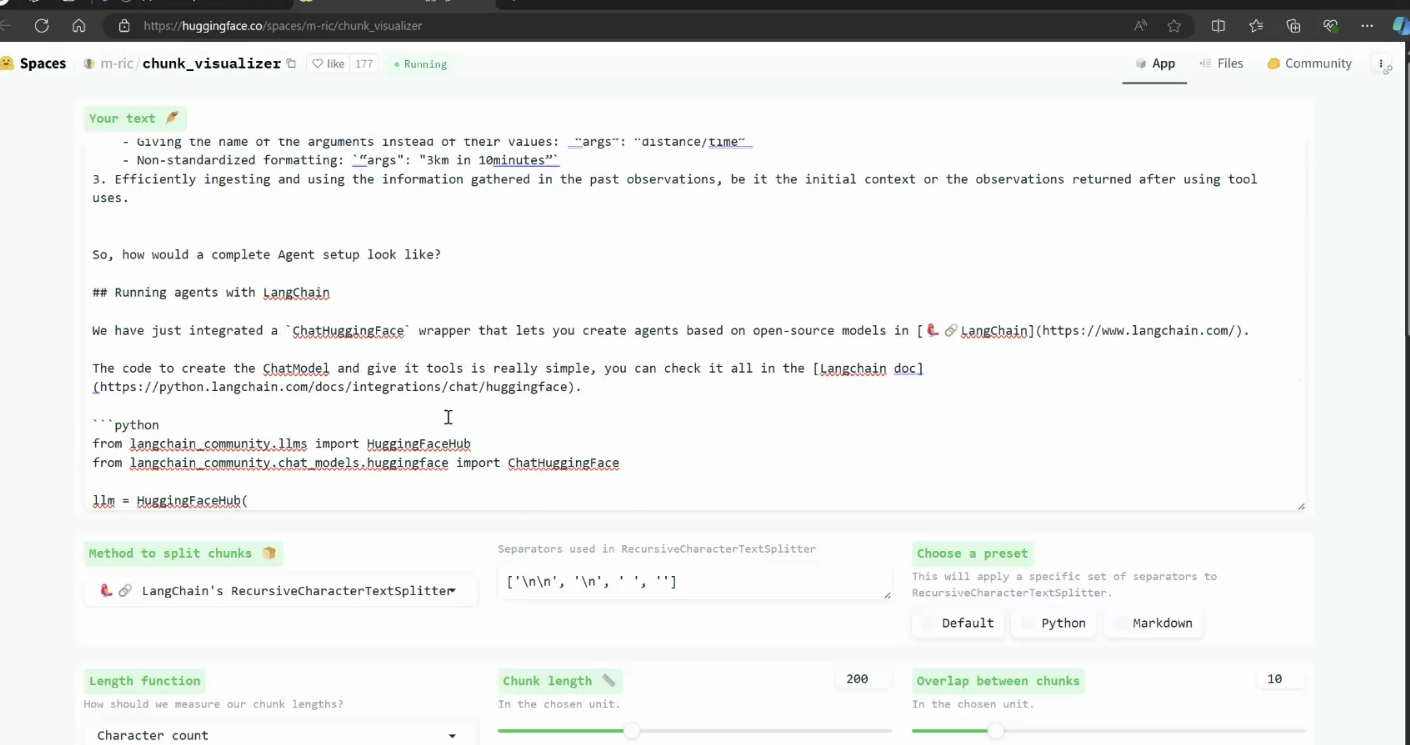 https://huggingface.co/spaces/m-ric/chunk_visualizer
Spaces m-ric/chunk_visualizer like 177 Running App Files Community
Your text
- Giving the name of the arguments instead of their values: "args": "distance/time"
- Non-standardized formatting: `“args": "3km in 10minutes”`
3. Efficiently ingesting and using the information gathered in the past observations, be it the initial context or the observations returned after using tool
uses.
So, how would a complete Agent setup look like?
## Running agents with LangChain
We have just integrated a `ChatHuggingFace` wrapper that lets you create agents based on open-source models in [🦜🔗LangChain](https://www.langchain.com/).
The code to create the ChatModel and give it tools is really simple, you can check it all in the [Langchain doc]
(https://python.langchain.com/docs/integrations/chat/huggingface).
```python
from langchain_community.llms import HuggingFaceHub
from langchain_community.chat_models.huggingface import ChatHuggingFace
llm = HuggingFaceHub(
Method to split chunks 🍞
🦜🔗 LangChain's RecursiveCharacterTextSplitter
Separators used in RecursiveCharacterTextSplitter
['\n\n', '\n', ' ', '']
Choose a preset
This will apply a specific set of separators to
RecursiveCharacterTextSplitter.
Default Python Markdown
Length function
How should we measure our chunk lengths?
Character count
Chunk length 📏 200
In the chosen unit.
Overlap between chunks 10
In the chosen unit.